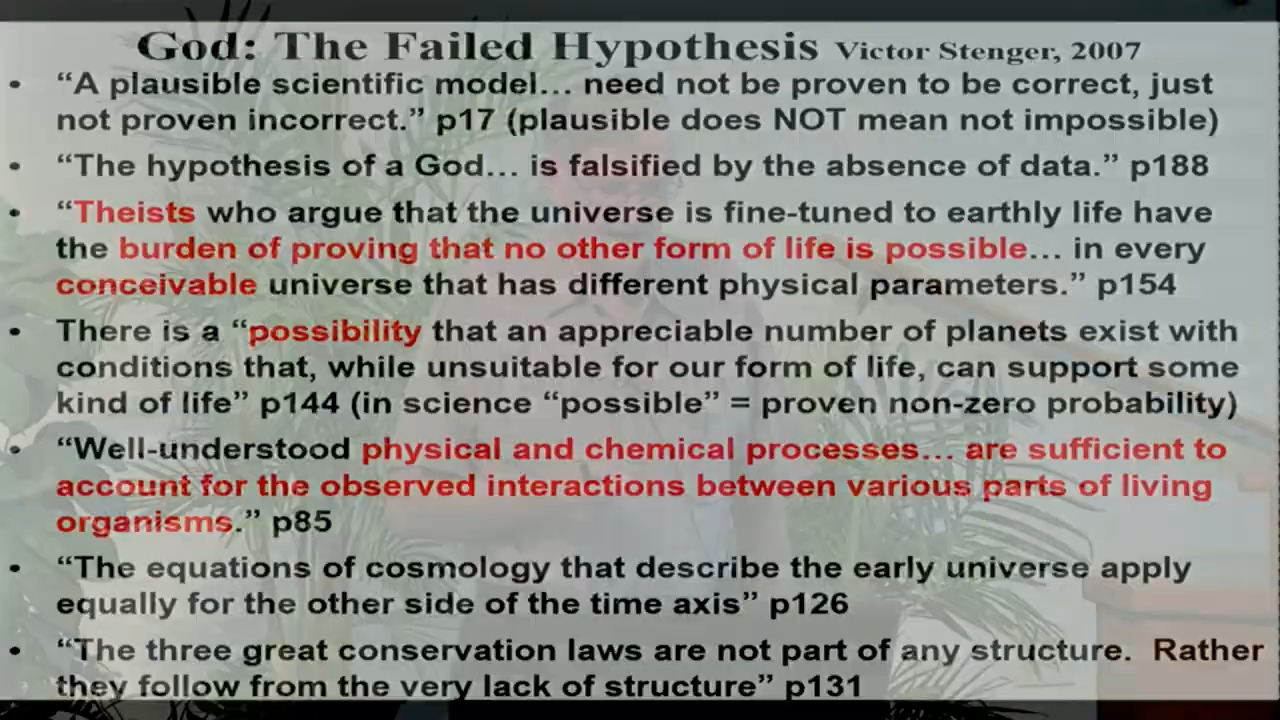 God: The Failed Hypothesis Victor Stenger, 2007
• “A plausible scientific model… need not be proven to be correct, just
not proven incorrect.” p17 (plausible does NOT mean not impossible)
• “The hypothesis of a God… is falsified by the absence of data.” p188
• “Theists who argue that the universe is fine-tuned to earthly life have
the burden of proving that no other form of life is possible… in every
conceivable universe that has different physical parameters.” p154
• There is a “possibility that an appreciable number of planets exist with
conditions that, while unsuitable for our form of life, can support some
kind of life” p144 (in science “possible” = proven non-zero probability)
• “Well-understood physical and chemical processes… are sufficient to
account for the observed interactions between various parts of living
organisms.” p85
• “The equations of cosmology that describe the early universe apply
equally for the other side of the time axis” p126
• “The three great conservation laws are not part of any structure. Rather
they follow from the very lack of structure” p131